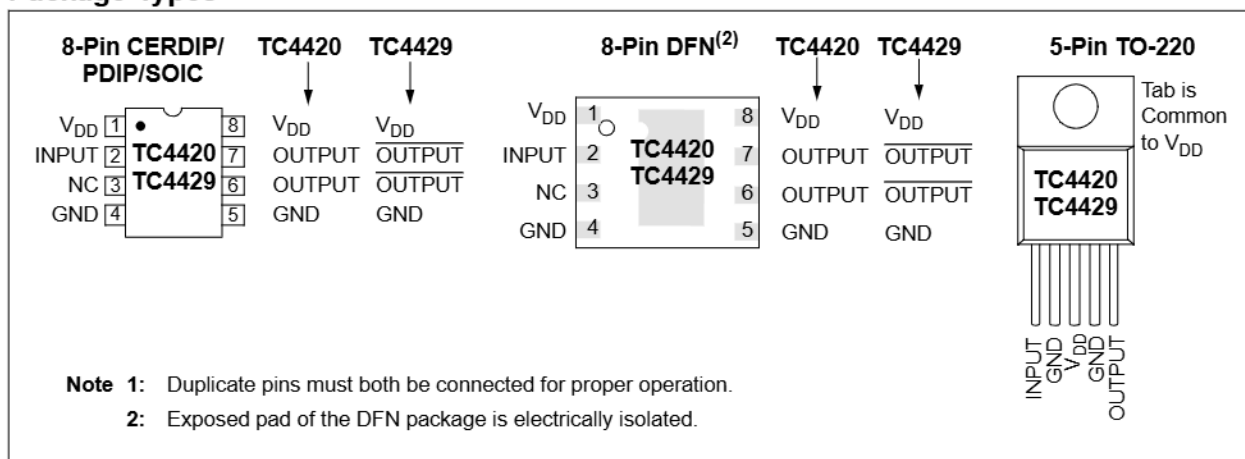 8-Pin CERDIP/
PDIP/SOIC
TC4420 TC4429
VDD 1 8 VDD VDD
INPUT 2 TC4420 7 OUTPUT OUTPUT
NC 3 TC4429 6 OUTPUT OUTPUT
GND 4 5 GND GND
8-Pin DFN(2) TC4420 TC4429
VDD 1 8 VDD VDD
INPUT 2 TC4420 7 OUTPUT OUTPUT
TC4429
NC 3 6 OUTPUT OUTPUT
GND 4 5 GND GND
5-Pin TO-220
Tab is
Common
to VDD
TC4420
TC4429
INPUT
GND
VDD
GND
OUTPUT
Note 1: Duplicate pins must both be connected for proper operation.
2: Exposed pad of the DFN package is electrically isolated.